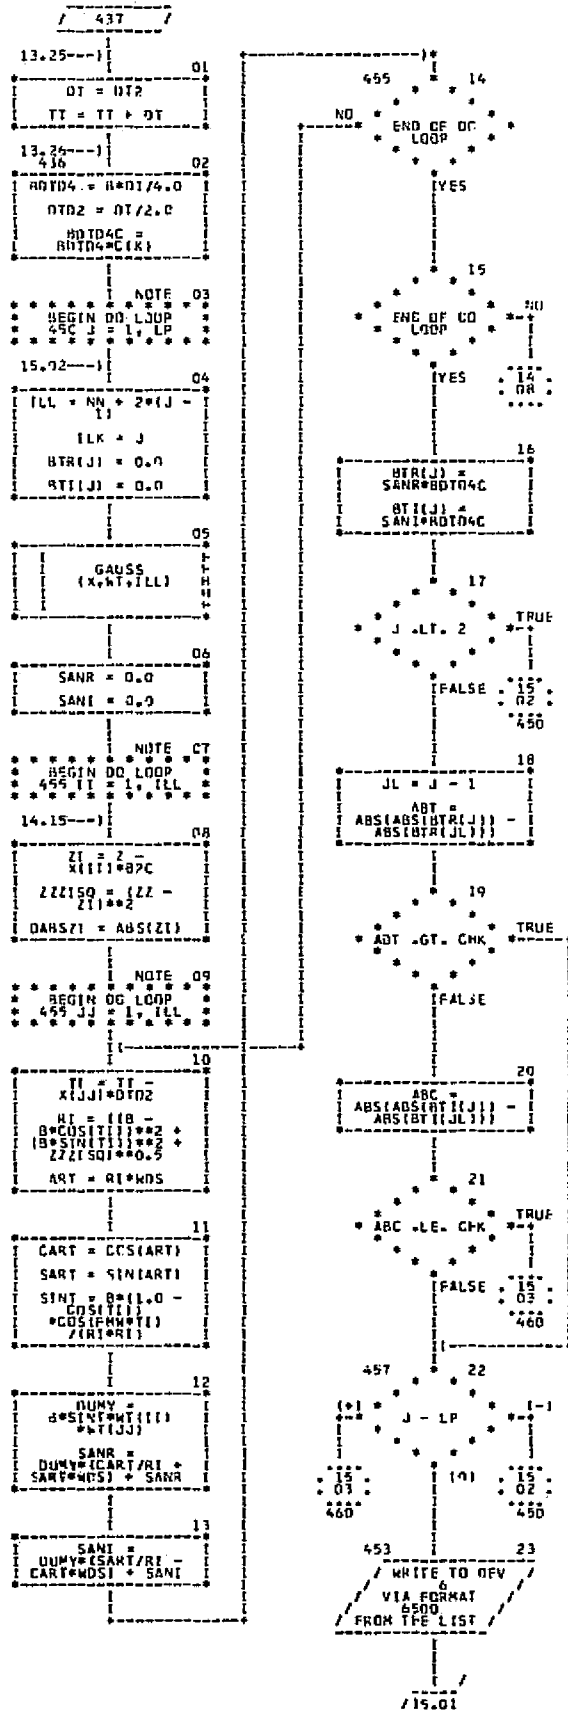 437
13.25---)
01
DT = DT2
TT = TT + DT
13.26---)
436
02
BDTD4 = B*DT/4.0
DTD2 = DT/2.0
BDTD4C =
BDTD4*C(K)
NOTE 03
BEGIN DO LOOP
450 J = 1, LP
15.02---)
04
ILL = NN + 2*(J -
1)
ILK = J
BTR(J) = 0.0
BTI(J) = 0.0
05
GAUSS
(X,WT,ILL)
06
SANR = 0.0
SANI = 0.0
NOTE 07
BEGIN DO LOOP
455 II = 1, ILL
14.15---)
08
ZI = Z -
X(II)*B2C
ZZZISQ = (ZZ -
ZI)**2
DABSZI = ABS(ZI)
NOTE 09
BEGIN DO LOOP
455 JJ = 1, ILL
10
TI = TT -
X(JJ)*DTD2
RI = ((B -
B*COS(TI))**2 +
(B*SIN(TI))**2 +
ZZZISQ)**0.5
ART = RI*WDS
11
CART = COS(ART)
SART = SIN(ART)
SINT = B*(1.0 -
COS(TI))
*COS(FMW*TI)
/(RI*RI)
12
DUMY =
B*SINT*WT(II)
*WT(JJ)
SANR =
DUMY*(CART/RI +
SART*WDS) + SANR
13
SANI =
DUMY*(SART/RI -
CART*WDS) + SANI
455 14
NO
END OF DO
LOOP
YES
15
END OF DO
LOOP
NO
YES
14
08
16
BTR(J) =
SANR*BDTD4C
BTI(J) =
SANI*BDTD4C
17
J .LT. 2
TRUE
FALSE
15
02
450
18
JL = J - 1
ABT =
ABS(ABS(BTR(J)) -
ABS(BTR(JL)))
19
ABT .GT. CHK
TRUE
FALSE
20
ABC =
ABS(ABS(BTI(J)) -
ABS(BTI(JL)))
21
ABC .LE. CHK
TRUE
FALSE
15
03
460
457 22
(+)
J - LP
(-)
15
03
460
(0)
15
02
450
453 23
WRITE TO DEV
6
VIA FORMAT
6500
FROM THE LIST
/15.01